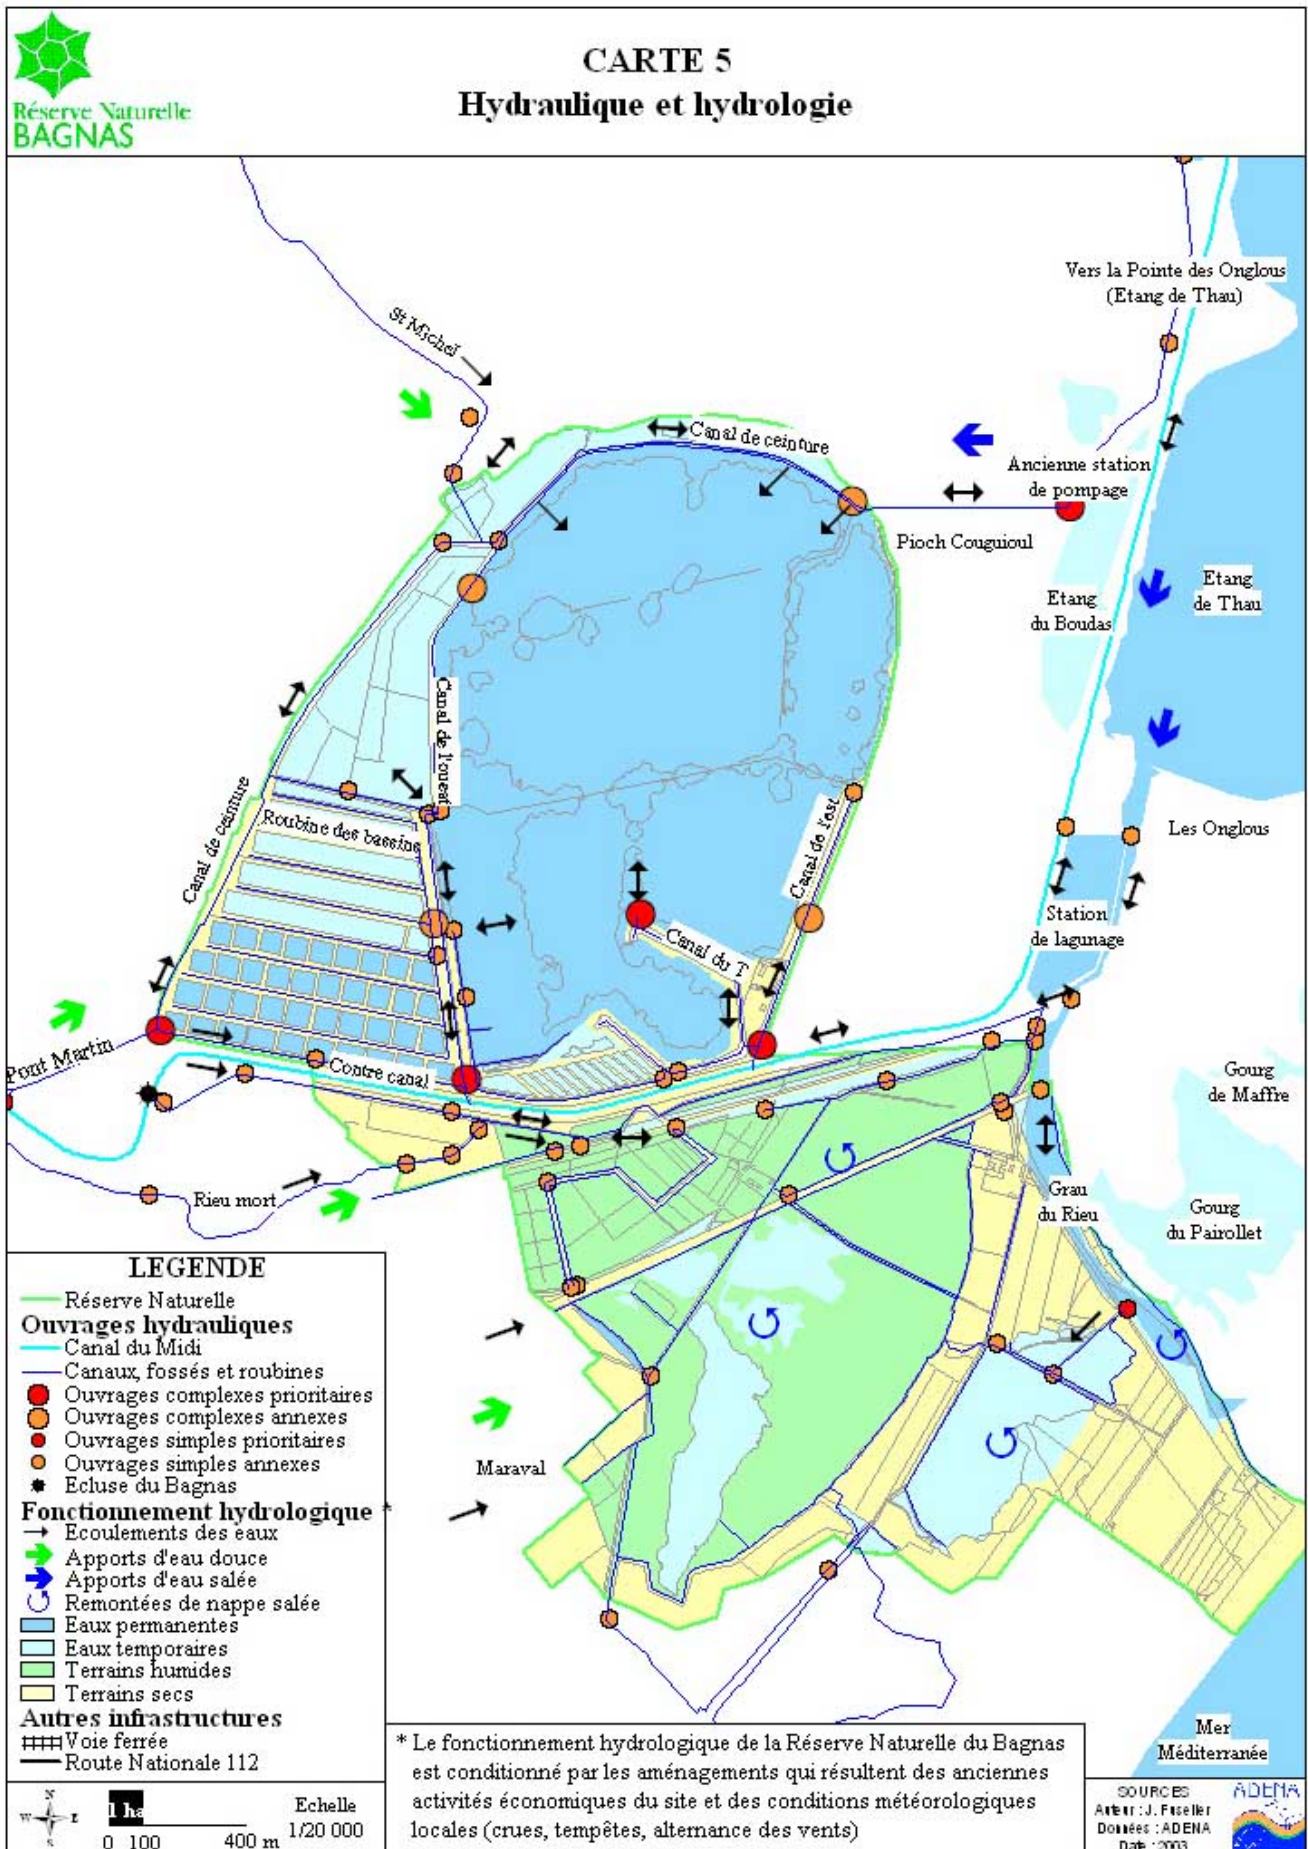 Réserve Naturelle
BAGNAS
CARTE 5
Hydraulique et hydrologie
Vers la Pointe des Onglous
(Etang de Thau)
St Michel
Canal de ceinture
Ancienne station
de pompage
Pioch Couguioul
Etang
du Boudas
Etang
de Thau
Canal de l'ouest
Canal de ceinture
Roubine des bassins
Canal de l'est
Les Onglous
Station
de lagunage
Canal du T
Pont Martin
Contre canal
Gourg
de Maffre
Rieu mort
Grau
du Rieu
Gourg
du Pairollet
Maraval
Mer
Méditerranée
LEGENDE
Réserve Naturelle
Ouvrages hydrauliques
Canal du Midi
Canaux, fossés et roubines
Ouvrages complexes prioritaires
Ouvrages complexes annexes
Ouvrages simples prioritaires
Ouvrages simples annexes
Ecluse du Bagnas
Fonctionnement hydrologique *
Ecoulements des eaux
Apports d'eau douce
Apports d'eau salée
Remontées de nappe salée
Eaux permanentes
Eaux temporaires
Terrains humides
Terrains secs
Autres infrastructures
Voie ferrée
Route Nationale 112
N
W E
S
1 ha
0 100 400 m
Echelle
1/20 000
* Le fonctionnement hydrologique de la Réserve Naturelle du Bagnas
est conditionné par les aménagements qui résultent des anciennes
activités économiques du site et des conditions météorologiques
locales (crues, tempêtes, alternance des vents)
SOURCES
Auteur : J. Fuselier
Données : ADENA
Date : 2003
ADENA